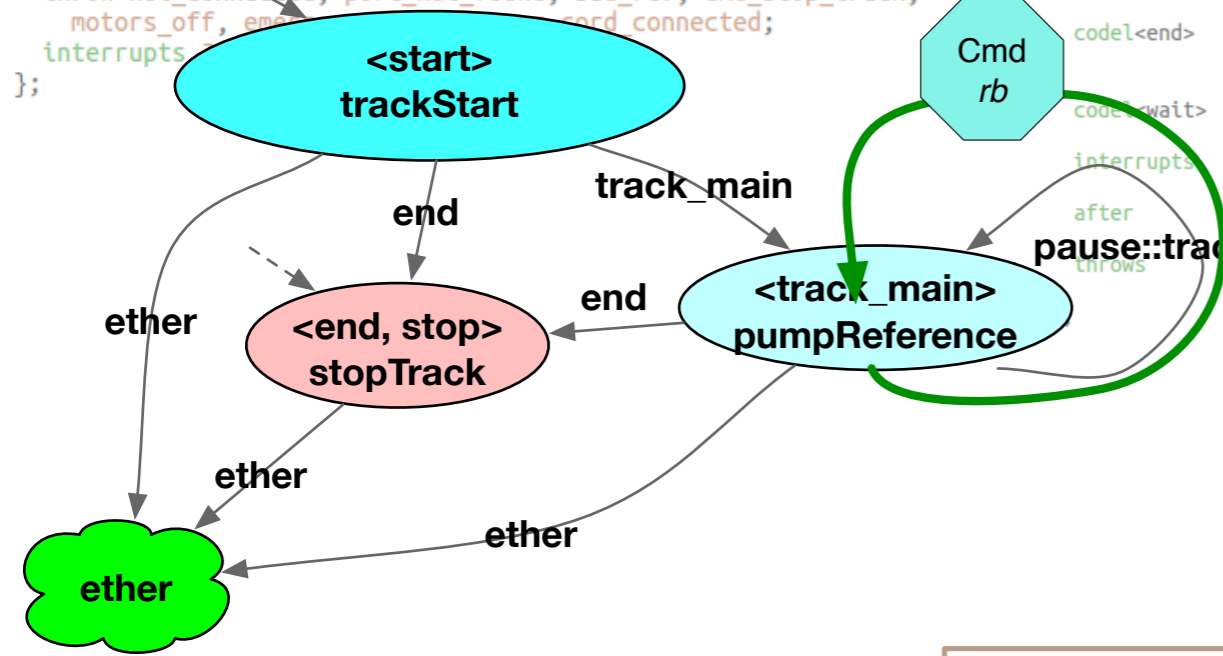 motors_off,
cord_connected;
interrupts
};
<start>
trackStart
Cmd
rb
codel<end>
codel<wait>
interrupts
after
throws
track_main
end
pause::trac
<track_main>
pumpReference
end
<end, stop>
stopTrack
ether
ether
ether
ether